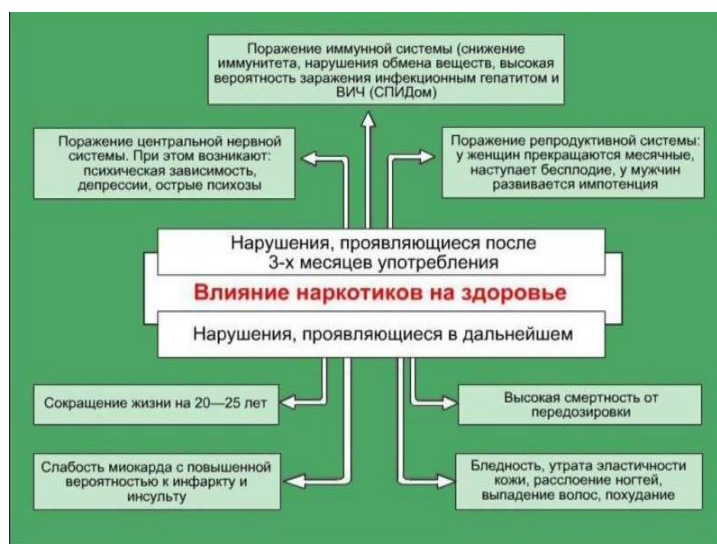 Поражение иммунной системы (снижение
иммунитета, нарушения обмена веществ, высокая
вероятность заражения инфекционным гепатитом и
ВИЧ (СПИДом)
Поражение центральной нервной
системы. При этом возникают:
психическая зависимость,
депрессии, острые психозы
Поражение репродуктивной системы:
у женщин прекращаются месячные,
наступает бесплодие, у мужчин
развивается импотенция
Нарушения, проявляющиеся после
3-х месяцев употребления
Влияние наркотиков на здоровье
Нарушения, проявляющиеся в дальнейшем
Сокращение жизни на 20—25 лет
Высокая смертность от
передозировки
Слабость миокарда с повышенной
вероятностью к инфаркту и
инсульту
Бледность, утрата эластичности
кожи, расслоение ногтей,
выпадение волос, похудание